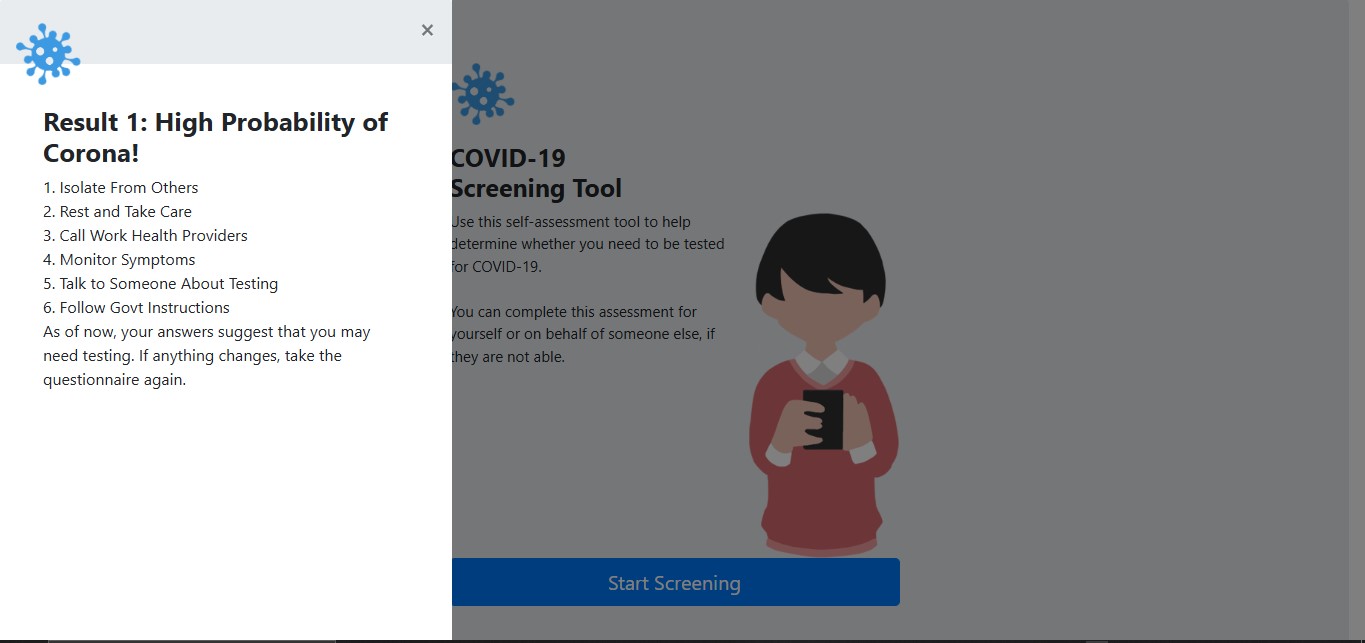 ×
Result 1: High Probability of
Corona!
1. Isolate From Others
2. Rest and Take Care
3. Call Work Health Providers
4. Monitor Symptoms
5. Talk to Someone About Testing
6. Follow Govt Instructions
As of now, your answers suggest that you may
need testing. If anything changes, take the
questionnaire again.
COVID-19
Screening Tool
Use this self-assessment tool to help
determine whether you need to be tested
for COVID-19.
You can complete this assessment for
yourself or on behalf of someone else, if
they are not able.
Start Screening